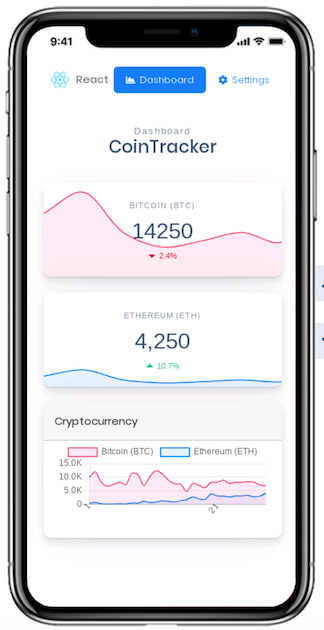 9:41
React Dashboard Settings
Dashboard
CoinTracker
BITCOIN (BTC)
14250
2.4%
ETHEREUM (ETH)
4,250
10.7%
Cryptocurrency
Bitcoin (BTC) Ethereum (ETH)
15.0K
10.0K
5.0K
0
1 21